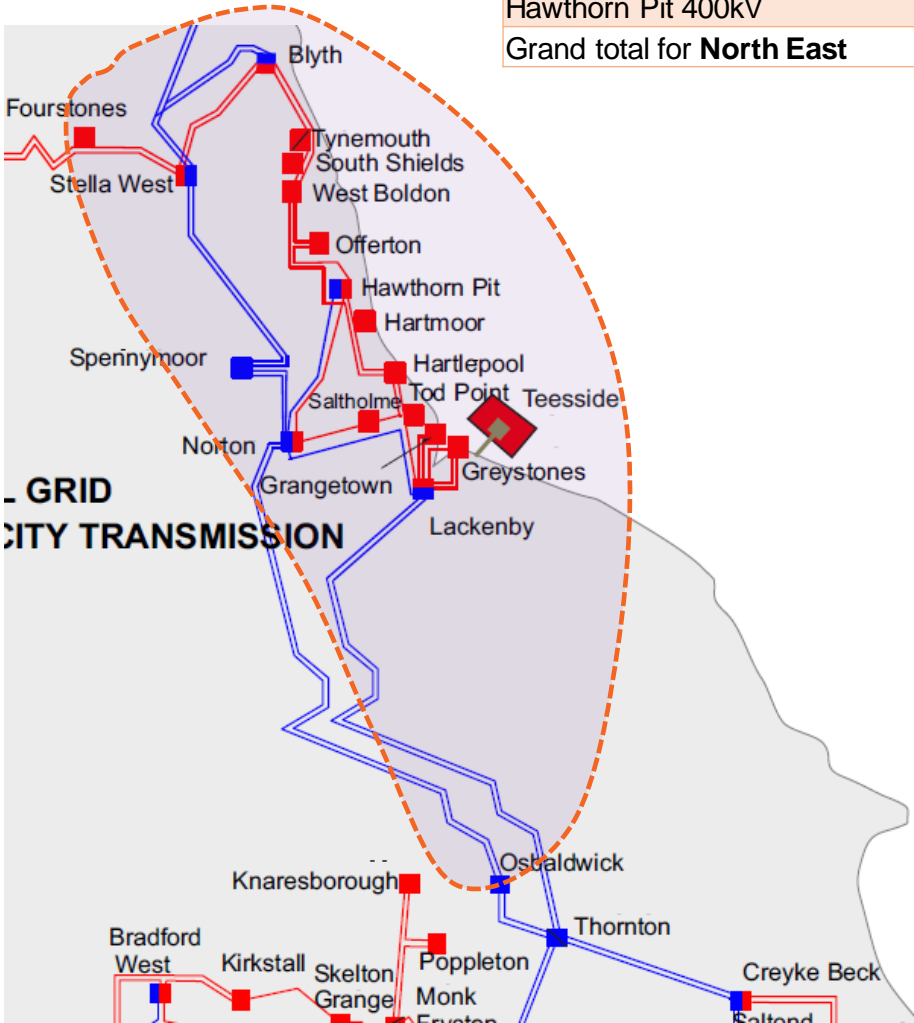 Hawthorn Pit 400kV
Grand total for North East
Blyth
Fourstones
Tynemouth
South Shields
Stella West
West Boldon
Offerton
Hawthorn Pit
Hartmoor
Spennymoor
Hartlepool
Saltholme
Tod Point
Teesside
Norton
Grangetown
Greystones
L GRID
CITY TRANSMISSION
Lackenby
Osbaldwick
Knaresborough
Thornton
Bradford
West
Kirkstall
Skelton
Grange
Poppleton
Monk
Fryston
Creyke Beck
Saltend